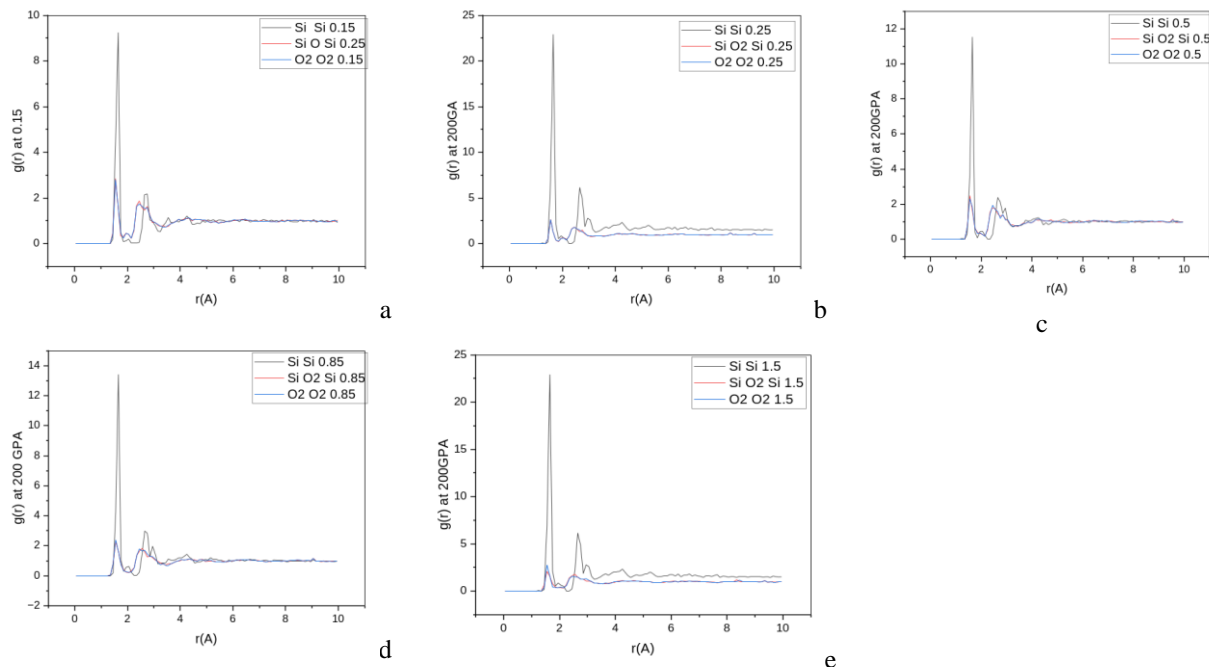 10
8
6
4
2
0
g(r) at 0.15
Si Si 0.15
Si O Si 0.25
O2 O2 0.15
0 2 4 6 8 10
r(A)
a
25
20
15
10
5
0
g(r) at 200GA
Si Si 0.25
Si O2 Si 0.25
O2 O2 0.25
0 2 4 6 8 10
r(A)
b
12
10
8
6
4
2
0
g(r) at 200GPA
Si Si 0.5
Si O2 Si 0.5
O2 O2 0.5
0 2 4 6 8 10
r(A)
c
14
12
10
8
6
4
2
0
−2
g(r) at 200 GPA
Si Si 0.85
Si O2 Si 0.85
O2 O2 0.85
0 2 4 6 8 10
r(A)
d
25
20
15
10
5
0
g(r) at 200GPA
Si Si 1.5
Si O2 Si 1.5
O2 O2 1.5
0 2 4 6 8 10
r(A)
e